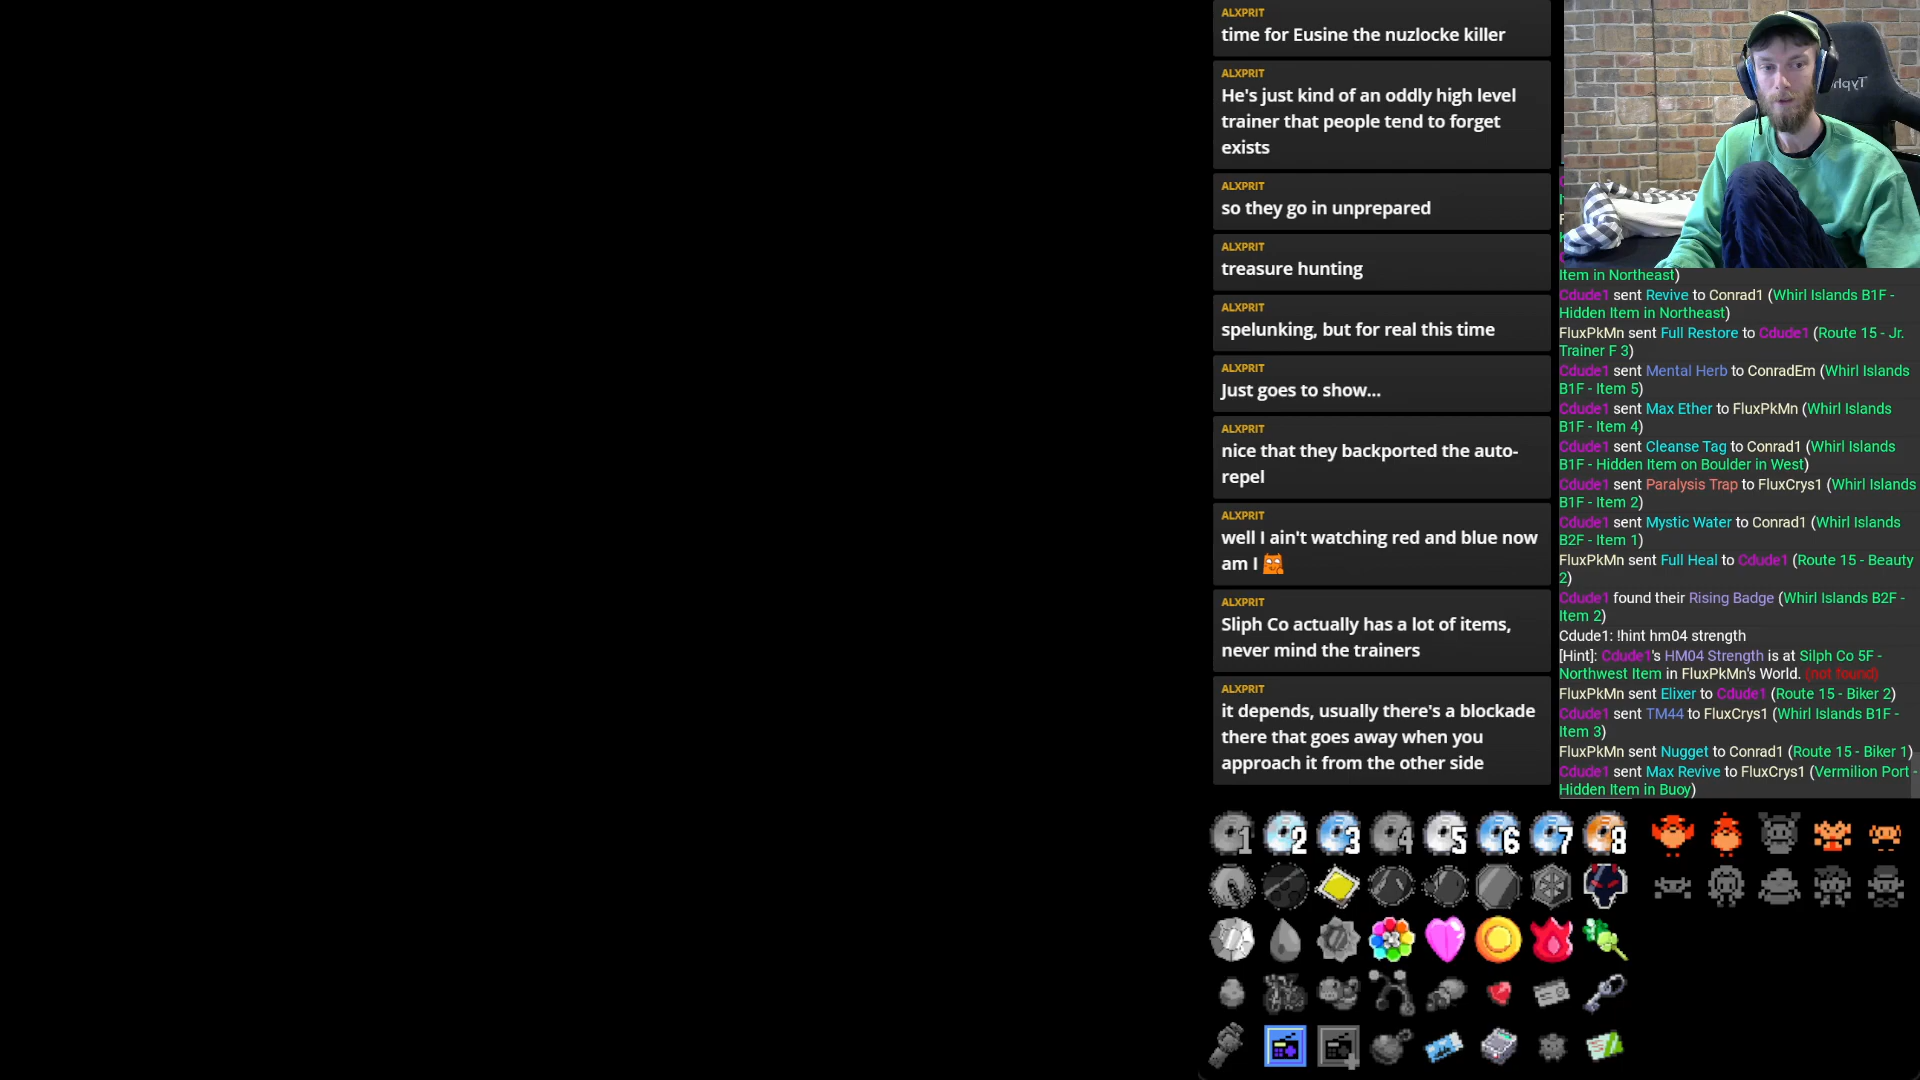 ALXPRIT
time for Eusine the nuzlocke killer
ALXPRIT
He's just kind of an oddly high level
trainer that people tend to forget
exists
ALXPRIT
so they go in unprepared
ALXPRIT
treasure hunting
ALXPRIT
spelunking, but for real this time
ALXPRIT
Just goes to show...
ALXPRIT
nice that they backported the auto-
repel
ALXPRIT
well I ain't watching red and blue now
am I
ALXPRIT
Sliph Co actually has a lot of items,
never mind the trainers
ALXPRIT
it depends, usually there's a blockade
there that goes away when you
approach it from the other side
Item in Northeast)
Cdude1 sent Revive to Conrad1 (Whirl Islands B1F -
Hidden Item in Northeast)
FluxPkMn sent Full Restore to Cdude1 (Route 15 - Jr.
Trainer F 3)
Cdude1 sent Mental Herb to ConradEm (Whirl Islands
B1F - Item 5)
Cdude1 sent Max Ether to FluxPkMn (Whirl Islands
B1F - Item 4)
Cdude1 sent Cleanse Tag to Conrad1 (Whirl Islands
B1F - Hidden Item on Boulder in West)
Cdude1 sent Paralysis Trap to FluxCrys1 (Whirl Islands
B1F - Item 2)
Cdude1 sent Mystic Water to Conrad1 (Whirl Islands
B2F - Item 1)
FluxPkMn sent Full Heal to Cdude1 (Route 15 - Beauty
2)
Cdude1 found their Rising Badge (Whirl Islands B2F -
Item 2)
Cdude1: !hint hm04 strength
[Hint]: Cdude1's HM04 Strength is at Silph Co 5F -
Northwest Item in FluxPkMn's World. (not found)
FluxPkMn sent Elixer to Cdude1 (Route 15 - Biker 2)
Cdude1 sent TM44 to FluxCrys1 (Whirl Islands B1F -
Item 3)
FluxPkMn sent Nugget to Conrad1 (Route 15 - Biker 1)
Cdude1 sent Max Revive to FluxCrys1 (Vermilion Port -
Hidden Item in Buoy)
1 2 3 4 5 6 7 8